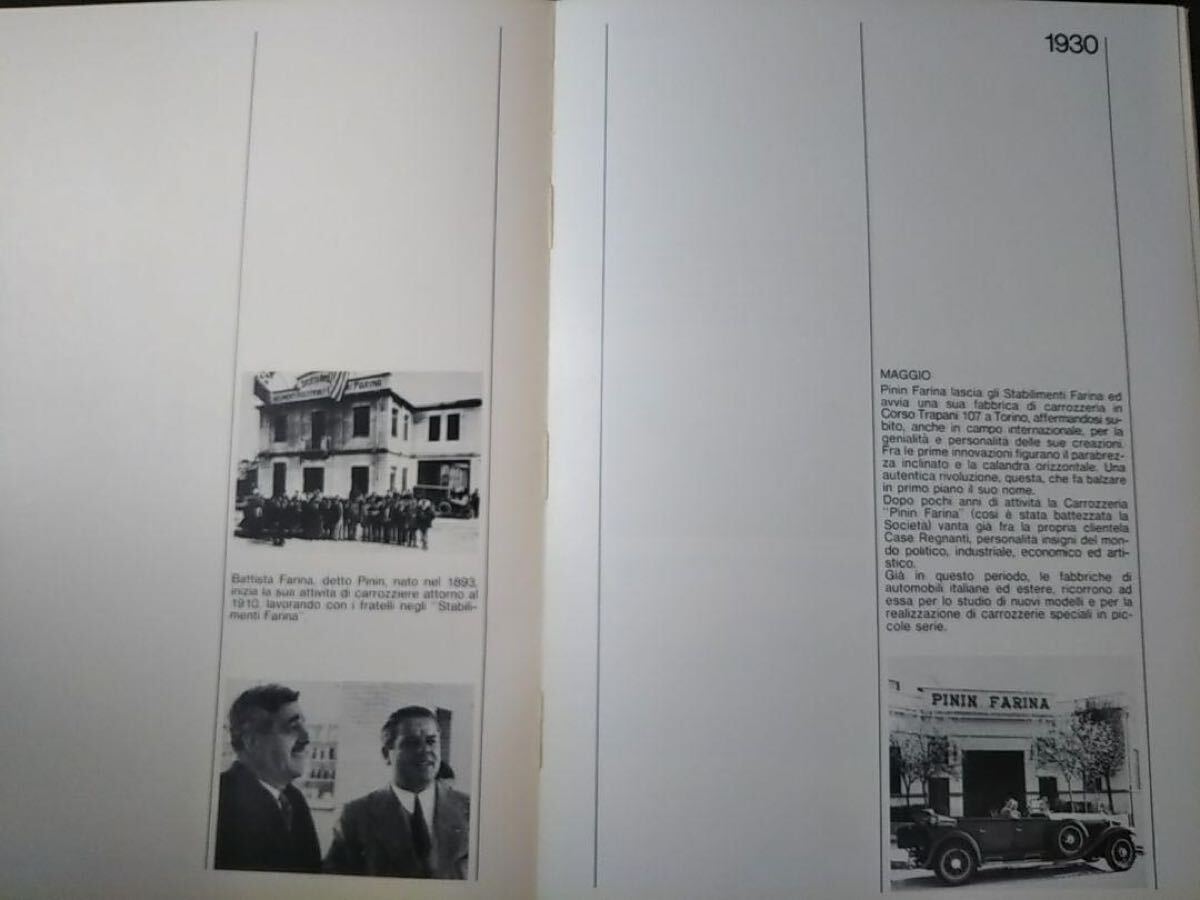 FARINA
Battista Farina, detto Pinin, nato nel 1893,
inizia la sua attività di carrozziere attorno al
1910, lavorando con i fratelli negli "Stabili-
menti Farina"
1930
MAGGIO
Pinin Farina lascia gli Stabilimenti Farina ed
avvia una sua fabbrica di carrozzeria in
Corso Trapani 107 a Torino, affermandosi su-
bito, anche in campo internazionale, per la
genialità e personalità delle sue creazioni.
Fra le prime innovazioni figurano il parabrez-
za inclinato e la calandra orizzontale. Una
autentica rivoluzione, questa, che fa balzare
in primo piano il suo nome.
Dopo pochi anni di attività la Carrozzeria
"Pinin Farina" (così è stata battezzata la
Società) vanta già fra la propria clientela
Case Regnanti, personalità insigni del mon-
do politico, industriale, economico ed arti-
stico.
Già in questo periodo, le fabbriche di
automobili italiane ed estere, ricorrono ad
essa per lo studio di nuovi modelli e per la
realizzazione di carrozzerie speciali in pic-
cole serie.
PININ FARINA